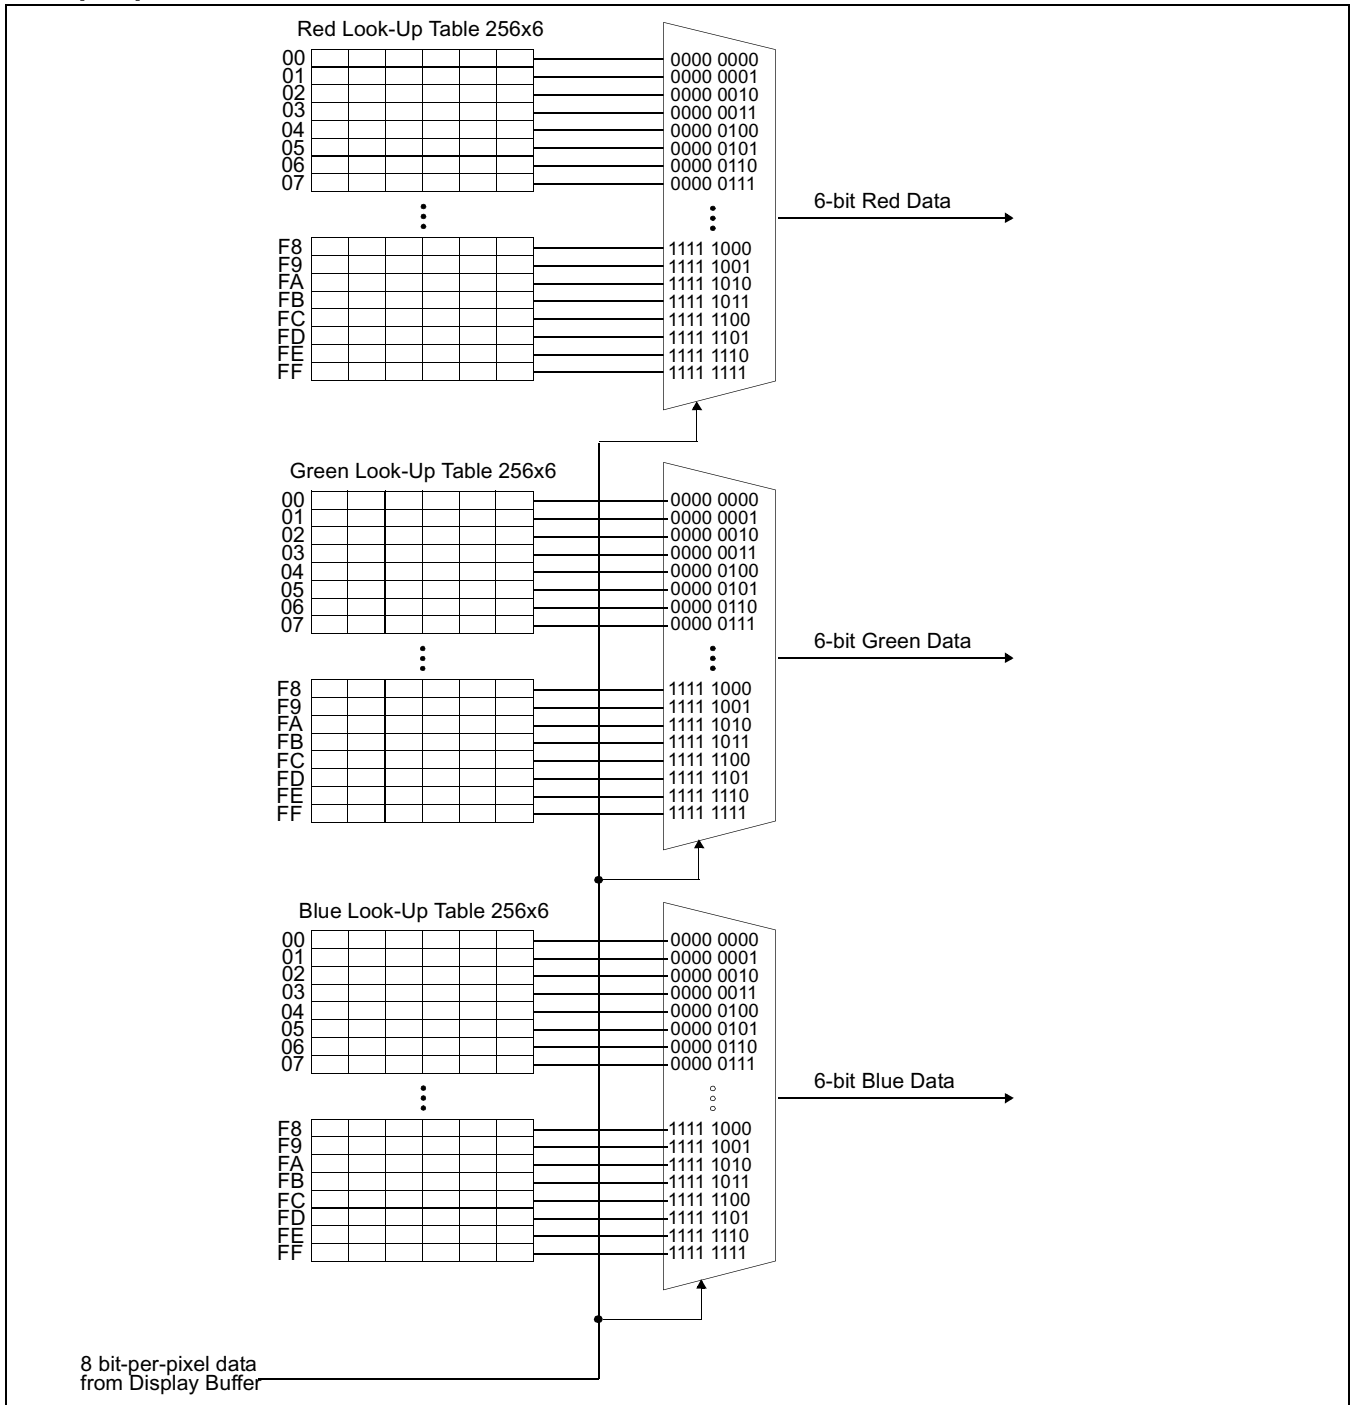 Red Look-Up Table 256x6
00 0000 0000
01 0000 0001
02 0000 0010
03 0000 0011
04 0000 0100
05 0000 0101
06 0000 0110
07 0000 0111
6-bit Red Data
F8 1111 1000
F9 1111 1001
FA 1111 1010
FB 1111 1011
FC 1111 1100
FD 1111 1101
FE 1111 1110
FF 1111 1111
Green Look-Up Table 256x6
00 0000 0000
01 0000 0001
02 0000 0010
03 0000 0011
04 0000 0100
05 0000 0101
06 0000 0110
07 0000 0111
6-bit Green Data
F8 1111 1000
F9 1111 1001
FA 1111 1010
FB 1111 1011
FC 1111 1100
FD 1111 1101
FE 1111 1110
FF 1111 1111
Blue Look-Up Table 256x6
00 0000 0000
01 0000 0001
02 0000 0010
03 0000 0011
04 0000 0100
05 0000 0101
06 0000 0110
07 0000 0111
6-bit Blue Data
F8 1111 1000
F9 1111 1001
FA 1111 1010
FB 1111 1011
FC 1111 1100
FD 1111 1101
FE 1111 1110
FF 1111 1111
8 bit-per-pixel data
from Display Buffer